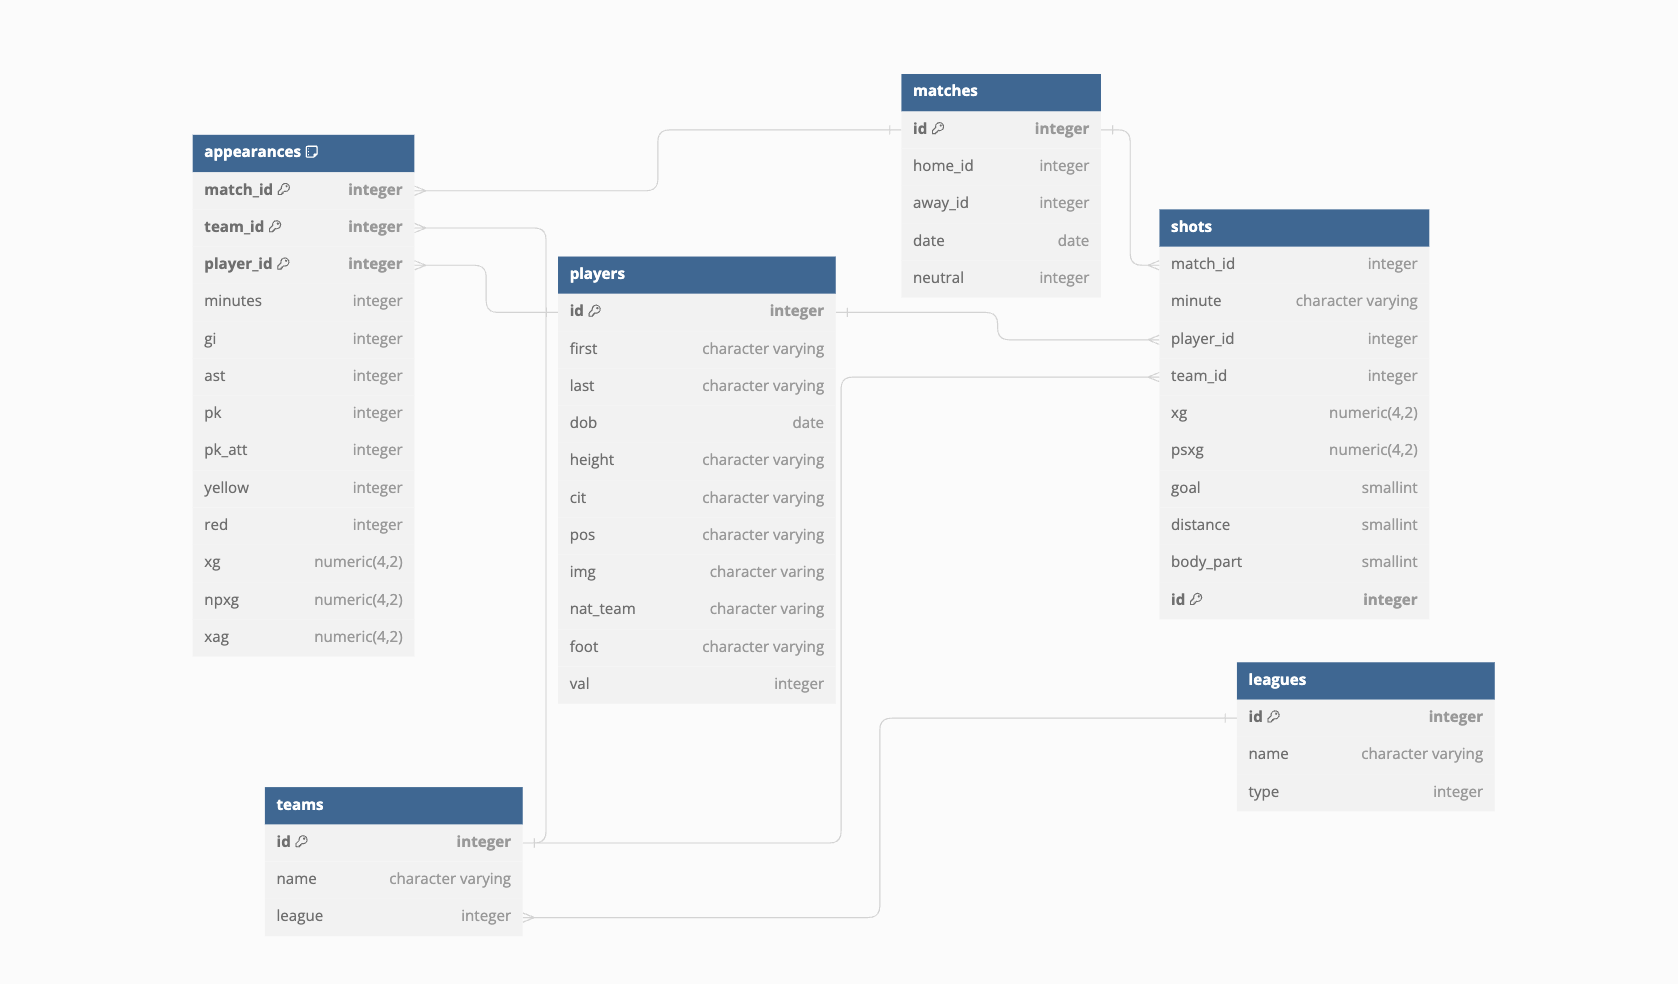 matches
id integer
home_id integer
away_id integer
date date
neutral integer
appearances
match_id integer
team_id integer
player_id integer
minutes integer
gi integer
ast integer
pk integer
pk_att integer
yellow integer
red integer
xg numeric(4,2)
npxg numeric(4,2)
xag numeric(4,2)
players
id integer
first character varying
last character varying
dob date
height character varying
cit character varying
pos character varying
img character varing
nat_team character varing
foot character varying
val integer
shots
match_id integer
minute character varying
player_id integer
team_id integer
xg numeric(4,2)
psxg numeric(4,2)
goal smallint
distance smallint
body_part smallint
id integer
leagues
id integer
name character varying
type integer
teams
id integer
name character varying
league integer